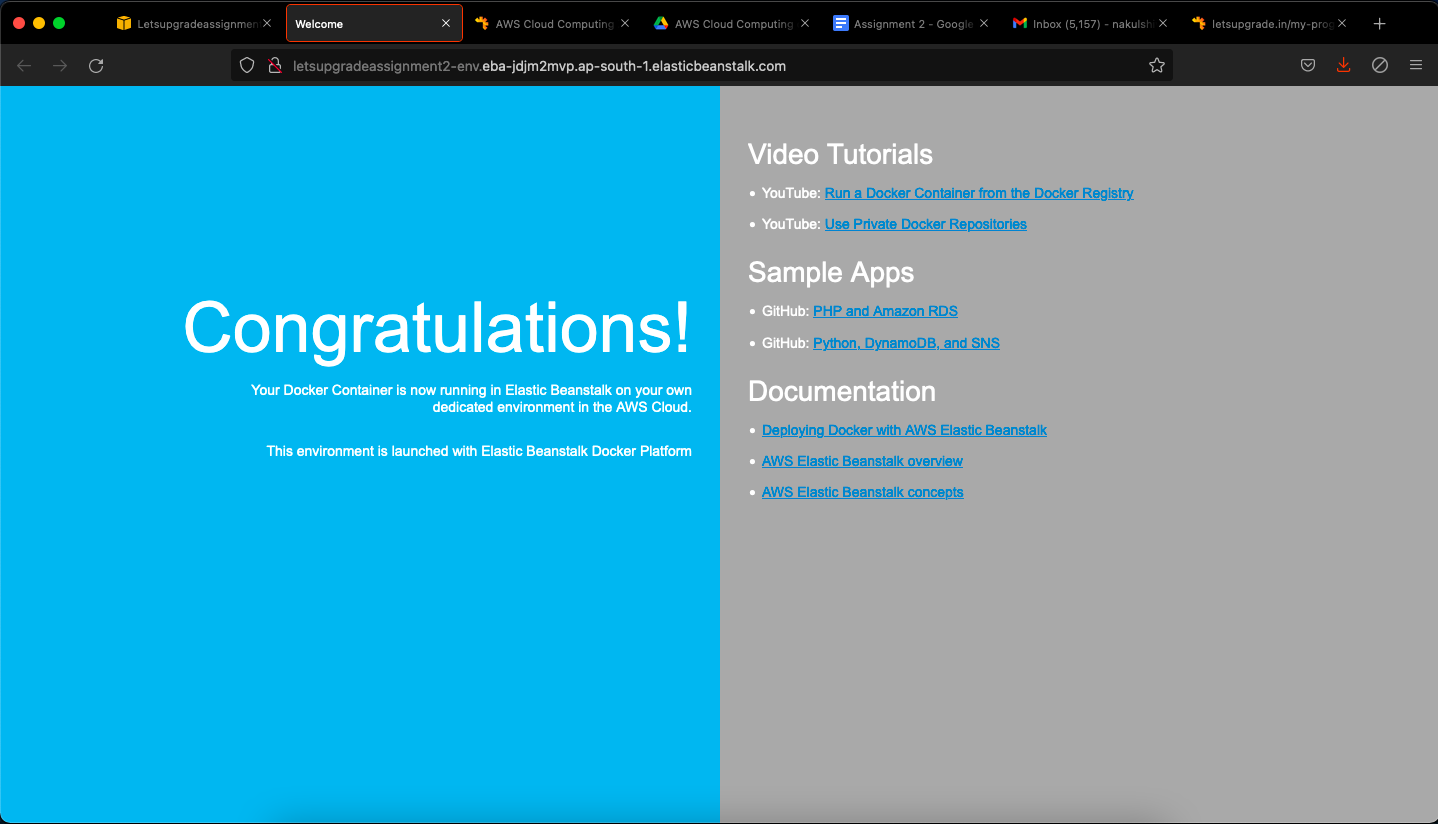 Letsupgradeassignmen
Welcome
AWS Cloud Computing
AWS Cloud Computing
Assignment 2 - Google
Inbox (5,157) - nakulsh
letsupgrade.in/my-prog
letsupgradeassignment2-env.eba-jdjm2mvp.ap-south-1.elasticbeanstalk.com
Congratulations!
Your Docker Container is now running in Elastic Beanstalk on your own
dedicated environment in the AWS Cloud.
This environment is launched with Elastic Beanstalk Docker Platform
Video Tutorials
• YouTube: Run a Docker Container from the Docker Registry
• YouTube: Use Private Docker Repositories
Sample Apps
• GitHub: PHP and Amazon RDS
• GitHub: Python, DynamoDB, and SNS
Documentation
• Deploying Docker with AWS Elastic Beanstalk
• AWS Elastic Beanstalk overview
• AWS Elastic Beanstalk concepts